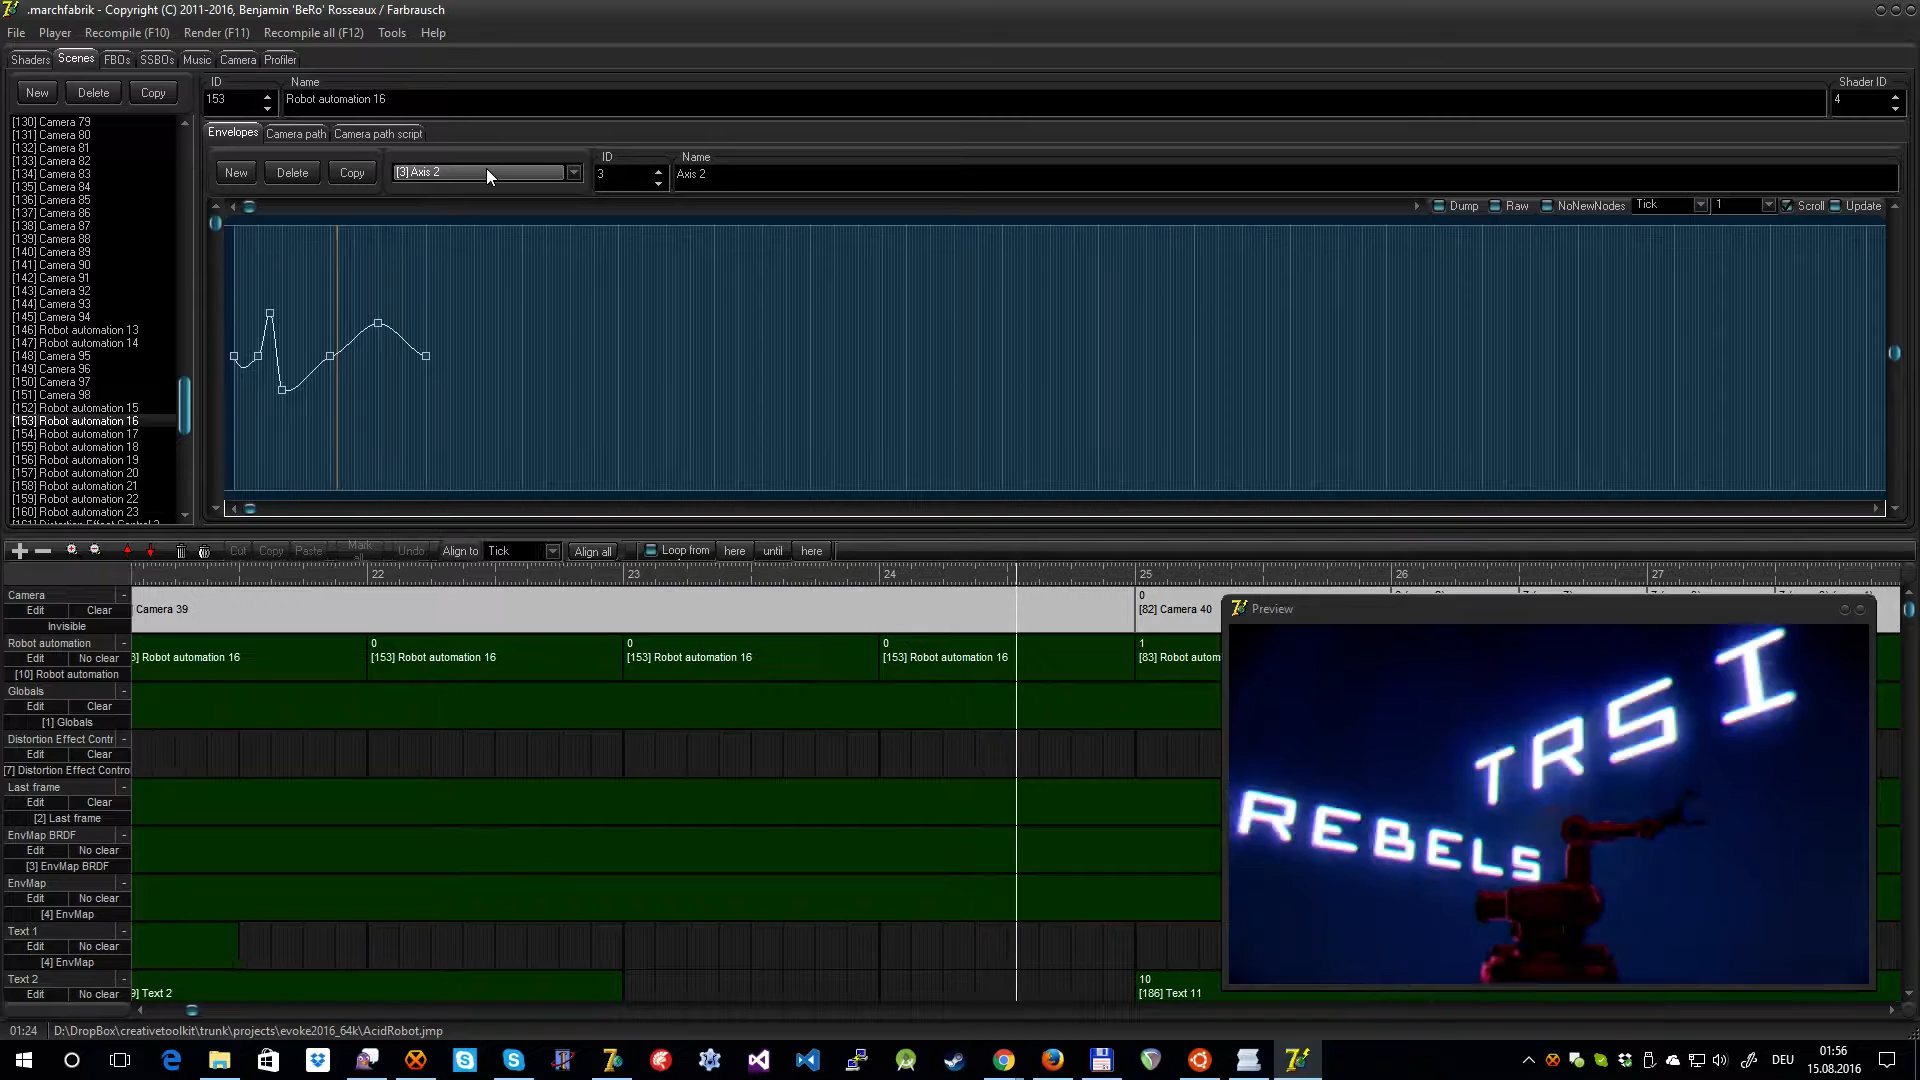 .marchfabrik - Copyright (C) 2011-2016, Benjamin 'BeRo' Rosseaux / Farbrausch
File Player Recompile (F10) Render (F11) Recompile all (F12) Tools Help
Shaders Scenes FBOs SSBOs Music Camera Profiler
New Delete Copy
ID Name Shader ID
153 Robot automation 16 4
Envelopes Camera path Camera path script
New Delete Copy [3] Axis 2
ID Name
3 Axis 2
Dump Raw NoNewNodes Tick 1 Scroll Update
[130] Camera 79
[131] Camera 80
[132] Camera 81
[133] Camera 82
[134] Camera 83
[135] Camera 84
[136] Camera 85
[137] Camera 86
[138] Camera 87
[139] Camera 88
[140] Camera 89
[141] Camera 90
[142] Camera 91
[143] Camera 92
[144] Camera 93
[145] Camera 94
[146] Robot automation 13
[147] Robot automation 14
[148] Camera 95
[149] Camera 96
[150] Camera 97
[151] Camera 98
[152] Robot automation 15
[153] Robot automation 16
[154] Robot automation 17
[155] Robot automation 18
[156] Robot automation 19
[157] Robot automation 20
[158] Robot automation 21
[159] Robot automation 22
[160] Robot automation 23
[161] Distortion Effect Control 2
Cut Copy Paste Mark all Undo Align to Tick Align all Loop from here until here
22 23 24 25 26 27
Camera -
Edit Clear
Invisible
Camera 39
0
[82] Camera 40
Robot automation -
Edit No clear
[10] Robot automation
3] Robot automation 16
0
[153] Robot automation 16
0
[153] Robot automation 16
0
[153] Robot automation 16
1
[83] Robot autom
Globals -
Edit Clear
[1] Globals
Distortion Effect Contr -
Edit Clear
[7] Distortion Effect Contro
Last frame -
Edit Clear
[2] Last frame
EnvMap BRDF -
Edit No clear
[3] EnvMap BRDF
EnvMap -
Edit No clear
[4] EnvMap
Text 1 -
Edit No clear
[4] EnvMap
Text 2 -
Edit No clear
9] Text 2
10
[186] Text 11
Preview
TRSI
REBELS
01:24 D:\DropBox\creativetoolkit\trunk\projects\evoke2016_64k\AcidRobot.jmp
DEU
01:56
15.08.2016